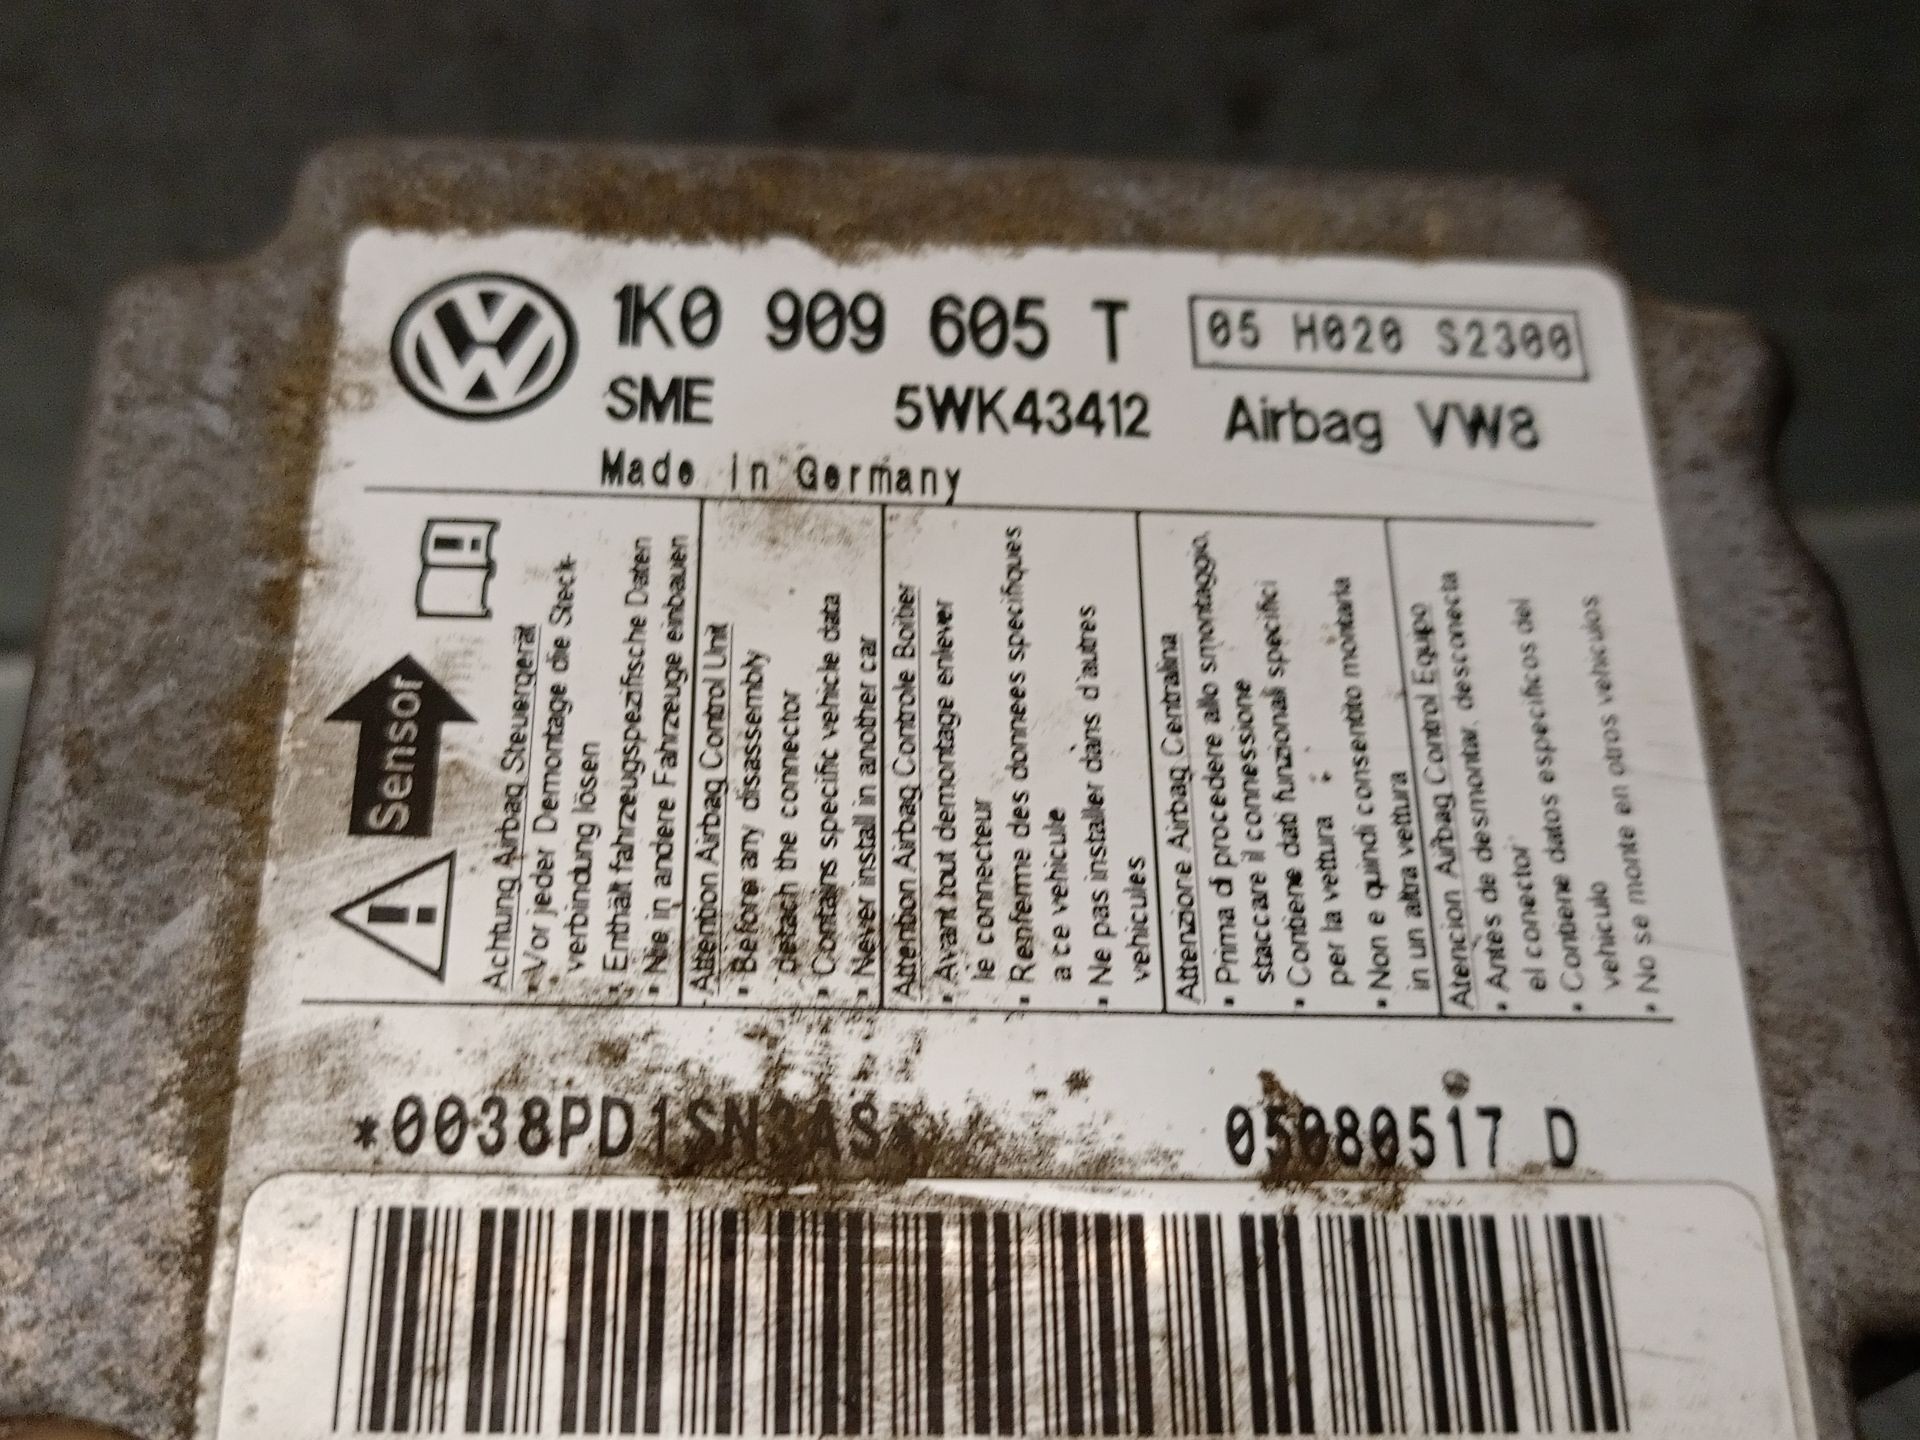 1K0 909 605 T
05 H020 S2300
SME 5WK43412 Airbag VW8
Made in Germany
Sensor
Achtung Airbag Steuergerät
• Vor jeder Demontage die Steck-
verbindung lösen
• Enthält fahrzeugspezifische Daten
• Nie in andere Fahrzeuge einbauen
Attention Airbag Control Unit
• Before any disassembly
detach the connector
• Contains specific vehicle data
• Never install in another car
Attention Airbag Controle Boitier
• Avant tout demontage enlever
le connecteur
• Renferme des donnees specifiques
a ce vehicule
• Ne pas installer dans d'autres
vehicules
Attenzione Airbag Centralina
• Prima di procedere allo smontaggio,
staccare il connessione
• Contiene dati funzionali specifici
per la vettura
• Non e quindi consentito montarla
in un altra vettura
Atencion Airbag Control Equipo
• Antes de desmontar, desconecta
el conector
• Contiene datos especificos del
vehiculo
• No se monte en otros vehiculos
*0038PD1SN3AS*
05080517 D